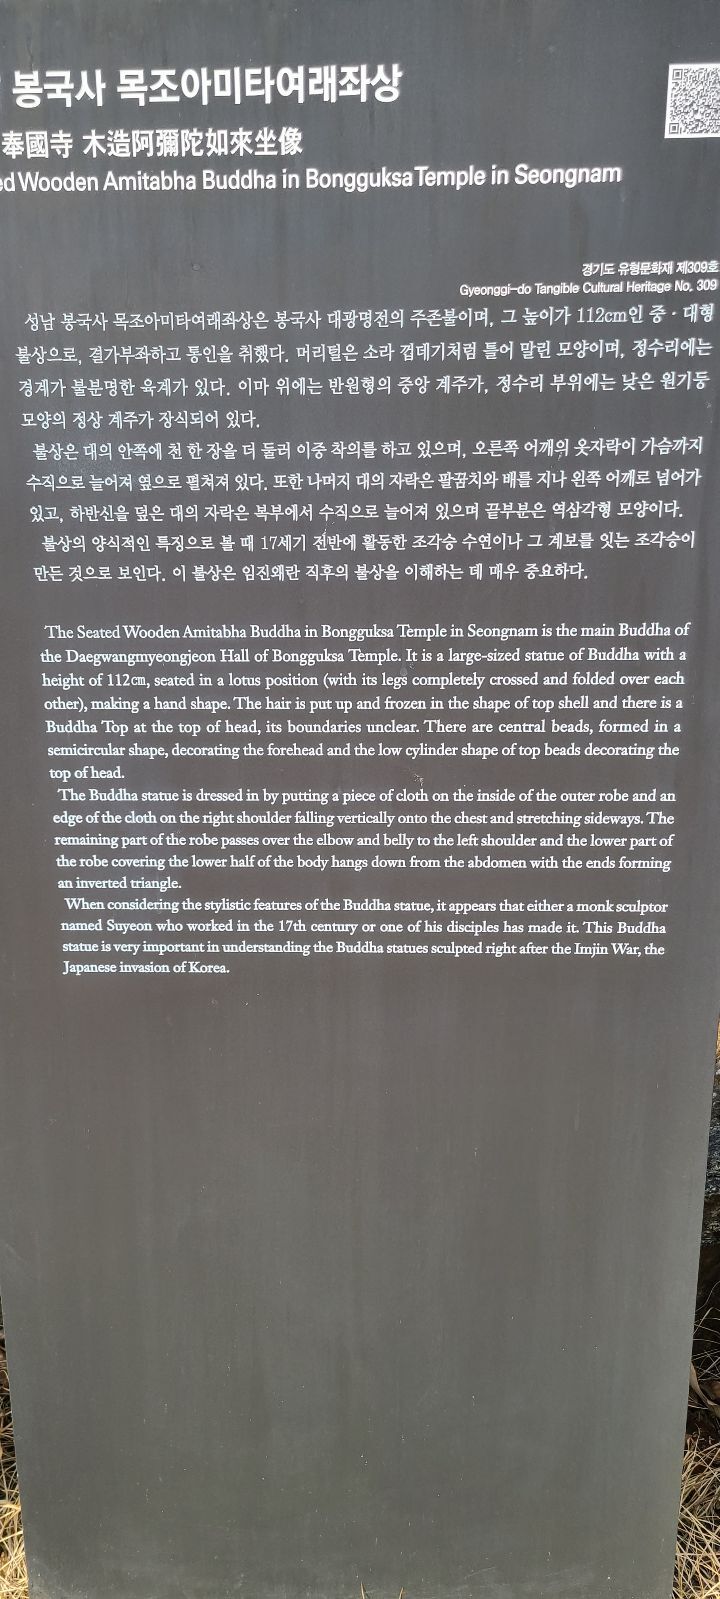 봉국사 목조아미타여래좌상
奉國寺 木造阿彌陀如來坐像
Wooden Amitabha Buddha in Bongguksa Temple in Seongnam
경기도 유형문화재 제309호
Gyeonggi-do Tangible Cultural Heritage No. 309
성남 봉국사 목조아미타여래좌상은 봉국사 대광명전의 주존불이며, 그 높이가 112cm인 중·대형
불상으로, 결가부좌하고 통인을 취했다. 머리털은 소라 껍데기처럼 틀어 말린 모양이며, 정수리에는
경계가 불분명한 육계가 있다. 이마 위에는 반원형의 중앙 계주가, 정수리 부위에는 낮은 원기둥
모양의 정상 계주가 장식되어 있다.
불상은 대의 안쪽에 천 한 장을 더 둘러 이중 착의를 하고 있으며, 오른쪽 어깨의 옷자락이 가슴까지
수직으로 늘어져 옆으로 펼쳐져 있다. 또한 나머지 대의 자락은 팔꿈치와 배를 지나 왼쪽 어깨로 넘어가
있고, 하반신을 덮은 대의 자락은 복부에서 수직으로 늘어져 있으며 끝부분은 역삼각형 모양이다.
불상의 양식적인 특징으로 볼 때 17세기 전반에 활동한 조각승 수연이나 그 계보를 잇는 조각승이
만든 것으로 보인다. 이 불상은 임진왜란 직후의 불상을 이해하는 데 매우 중요하다.
The Seated Wooden Amitabha Buddha in Bongguksa Temple in Seongnam is the main Buddha of
the Daegwangmyeongjeon Hall of Bongguksa Temple. It is a large-sized statue of Buddha with a
height of 112㎝, seated in a lotus position (with its legs completely crossed and folded over each
other), making a hand shape. The hair is put up and frozen in the shape of top shell and there is a
Buddha Top at the top of head, its boundaries unclear. There are central beads, formed in a
semicircular shape, decorating the forehead and the low cylinder shape of top beads decorating the
top of head.
The Buddha statue is dressed in by putting a piece of cloth on the inside of the outer robe and an
edge of the cloth on the right shoulder falling vertically onto the chest and stretching sideways. The
remaining part of the robe passes over the elbow and belly to the left shoulder and the lower part of
the robe covering the lower half of the body hangs down from the abdomen with the ends forming
an inverted triangle.
When considering the stylistic features of the Buddha statue, it appears that either a monk sculptor
named Suyeon who worked in the 17th century or one of his disciples has made it. This Buddha
statue is very important in understanding the Buddha statues sculpted right after the Imjin War, the
Japanese invasion of Korea.